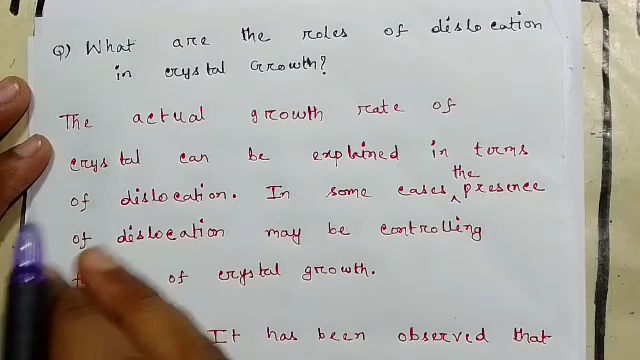 Q) What are the roles of dislocation
in crystal Growth?
The actual growth rate of
crystal can be explained in terms
of dislocation. In some cases the presence
of dislocation may be controlling
of crystal growth.
It has been observed that